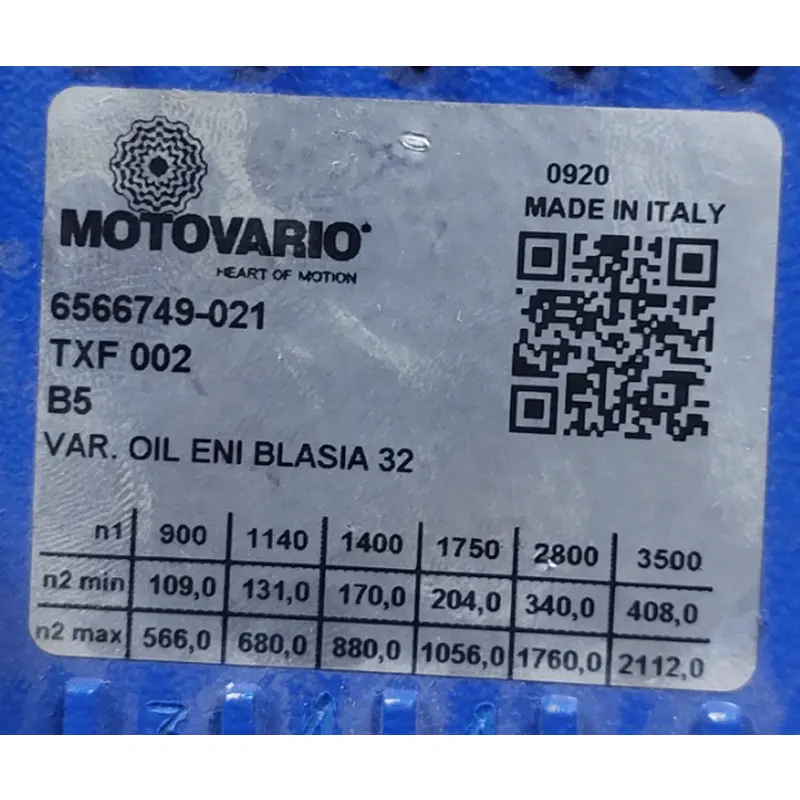 MOTOVARIO
HEART OF MOTION
0920
MADE IN ITALY
6566749-021
TXF 002
B5
VAR. OIL ENI BLASIA 32
n1 900 1140 1400 1750 2800 3500
n2 min 109,0 131,0 170,0 204,0 340,0 408,0
n2 max 566,0 680,0 880,0 1056,0 1760,0 2112,0